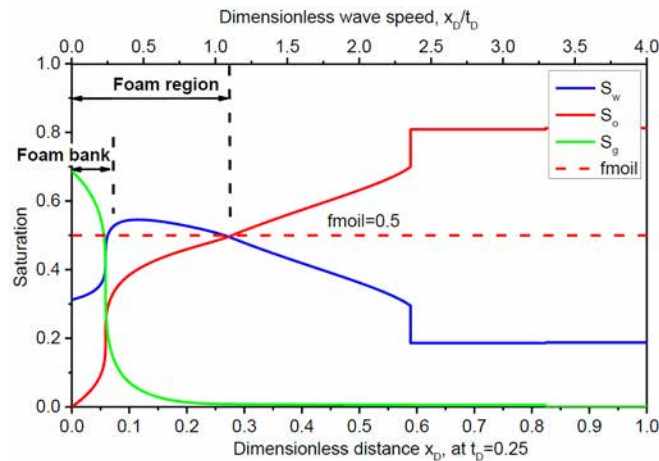 Dimensionless wave speed, x_D/t_D
0.0 0.5 1.0 1.5 2.0 2.5 3.0 3.5 4.0
1.0
Foam region
S_w
S_o
S_g
fmoil
0.8
Foam bank
0.6
fmoil=0.5
Saturation
0.4
0.2
0.0
0.0 0.1 0.2 0.3 0.4 0.5 0.6 0.7 0.8 0.9 1.0
Dimensionless distance x_D, at t_D=0.25